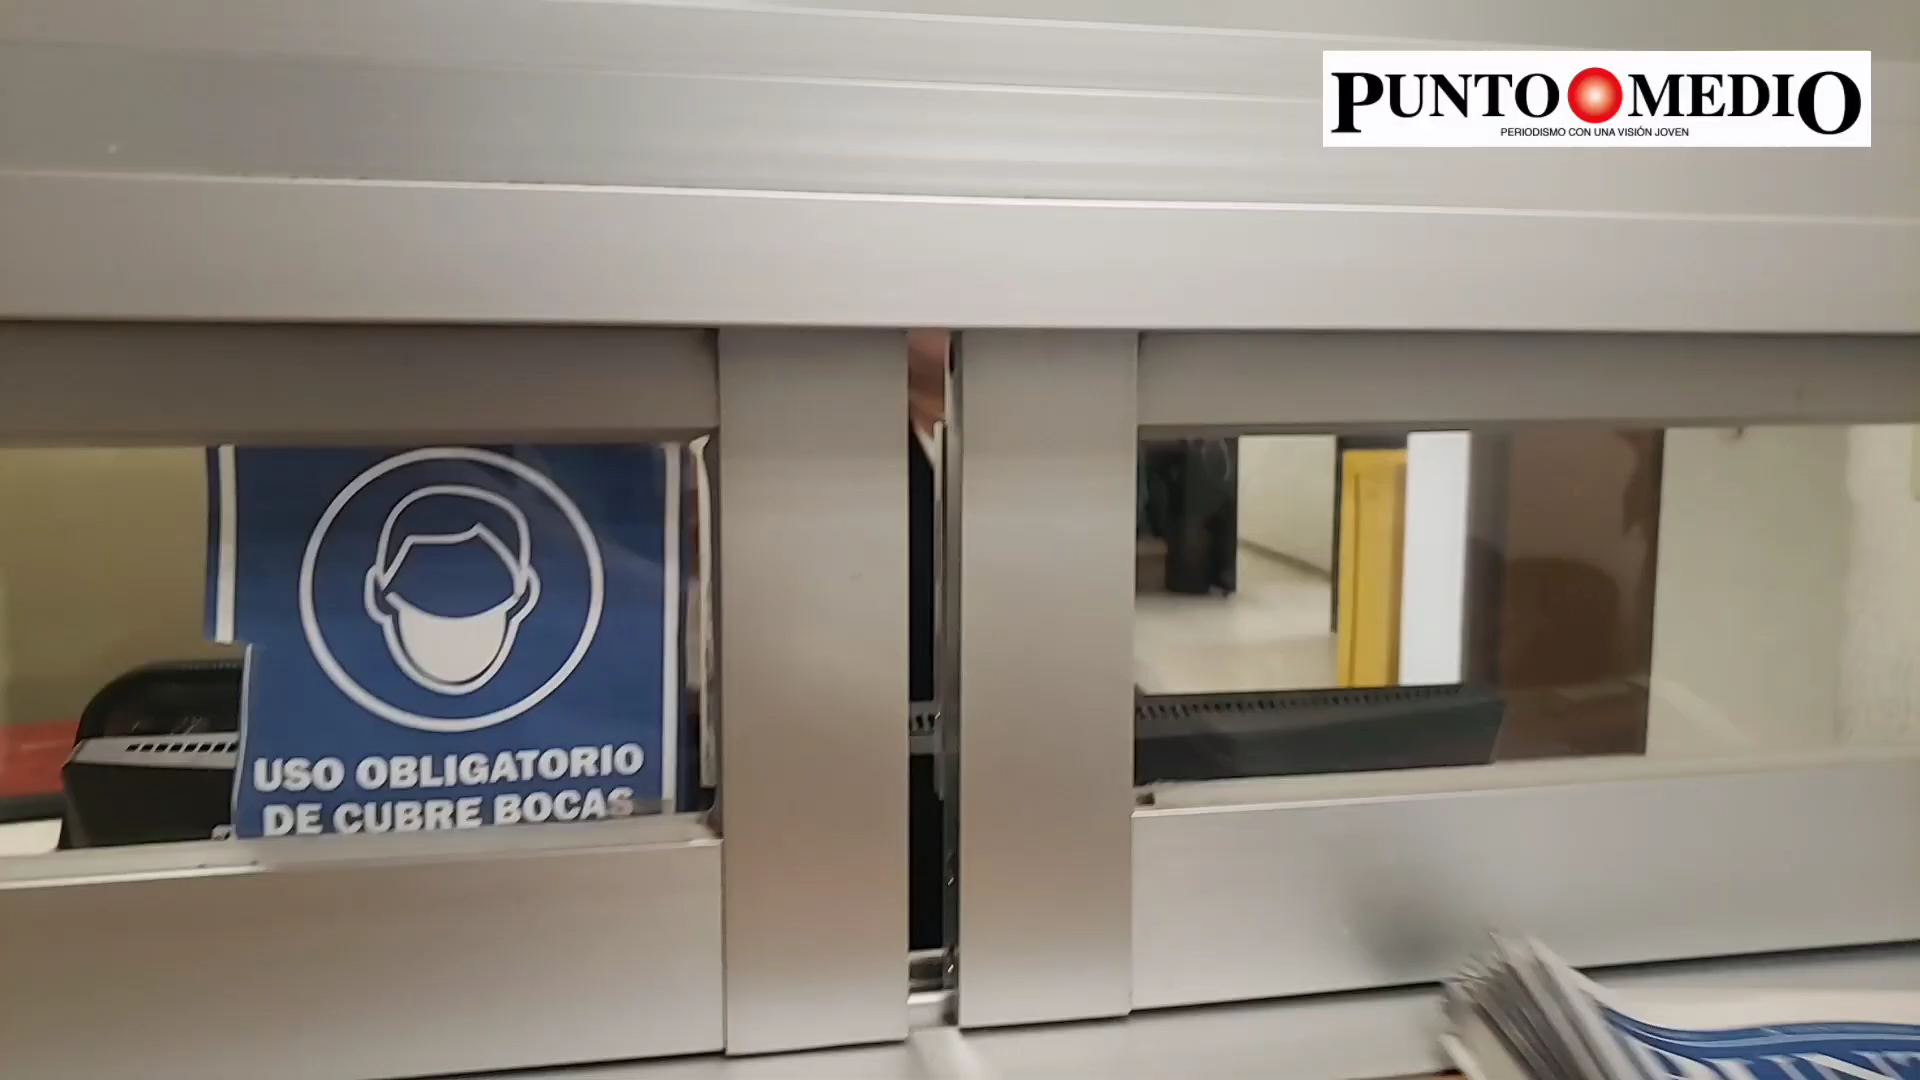 PUNTO MEDIO
PERIODISMO CON UNA VISIÓN JOVEN
USO OBLIGATORIO
DE CUBRE BOCAS